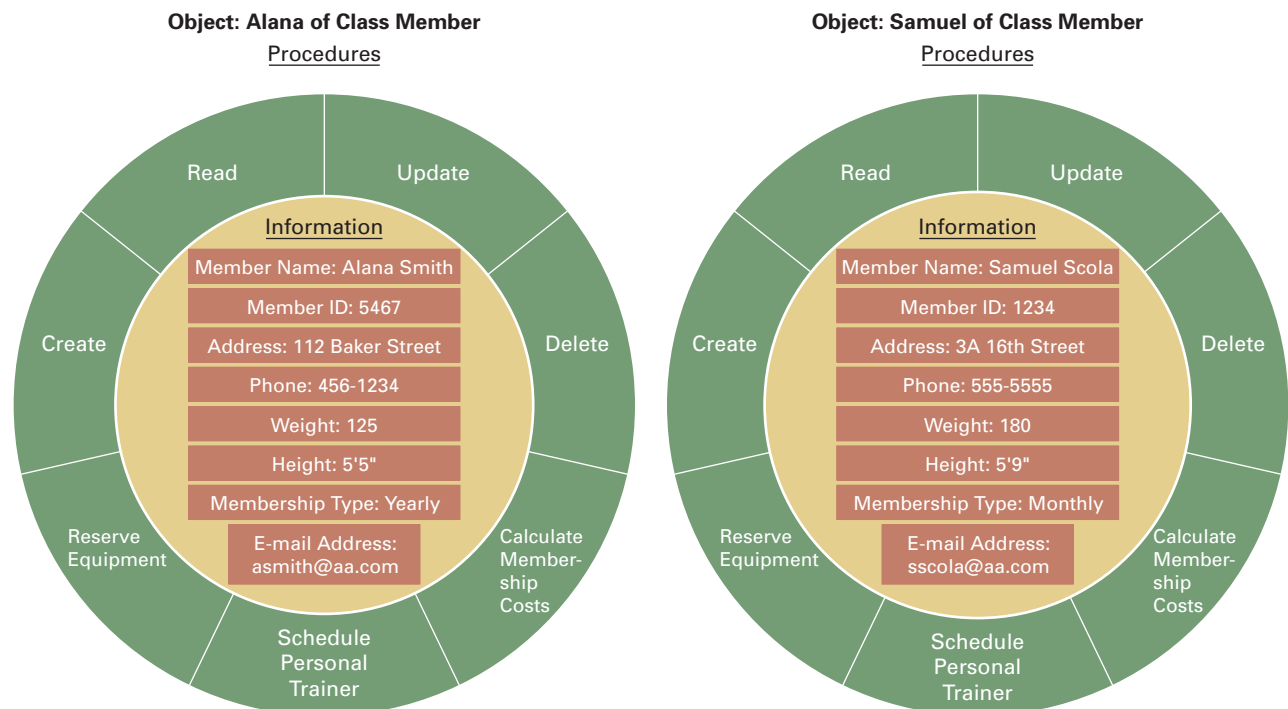 Object: Alana of Class Member
Procedures
Read
Update
Create
Delete
Reserve
Equipment
Calculate
Member-
ship
Costs
Schedule
Personal
Trainer
Information
Member Name: Alana Smith
Member ID: 5467
Address: 112 Baker Street
Phone: 456-1234
Weight: 125
Height: 5'5"
Membership Type: Yearly
E-mail Address:
asmith@aa.com
Object: Samuel of Class Member
Procedures
Read
Update
Create
Delete
Reserve
Equipment
Calculate
Member-
ship
Costs
Schedule
Personal
Trainer
Information
Member Name: Samuel Scola
Member ID: 1234
Address: 3A 16th Street
Phone: 555-5555
Weight: 180
Height: 5'9"
Membership Type: Monthly
E-mail Address:
sscola@aa.com